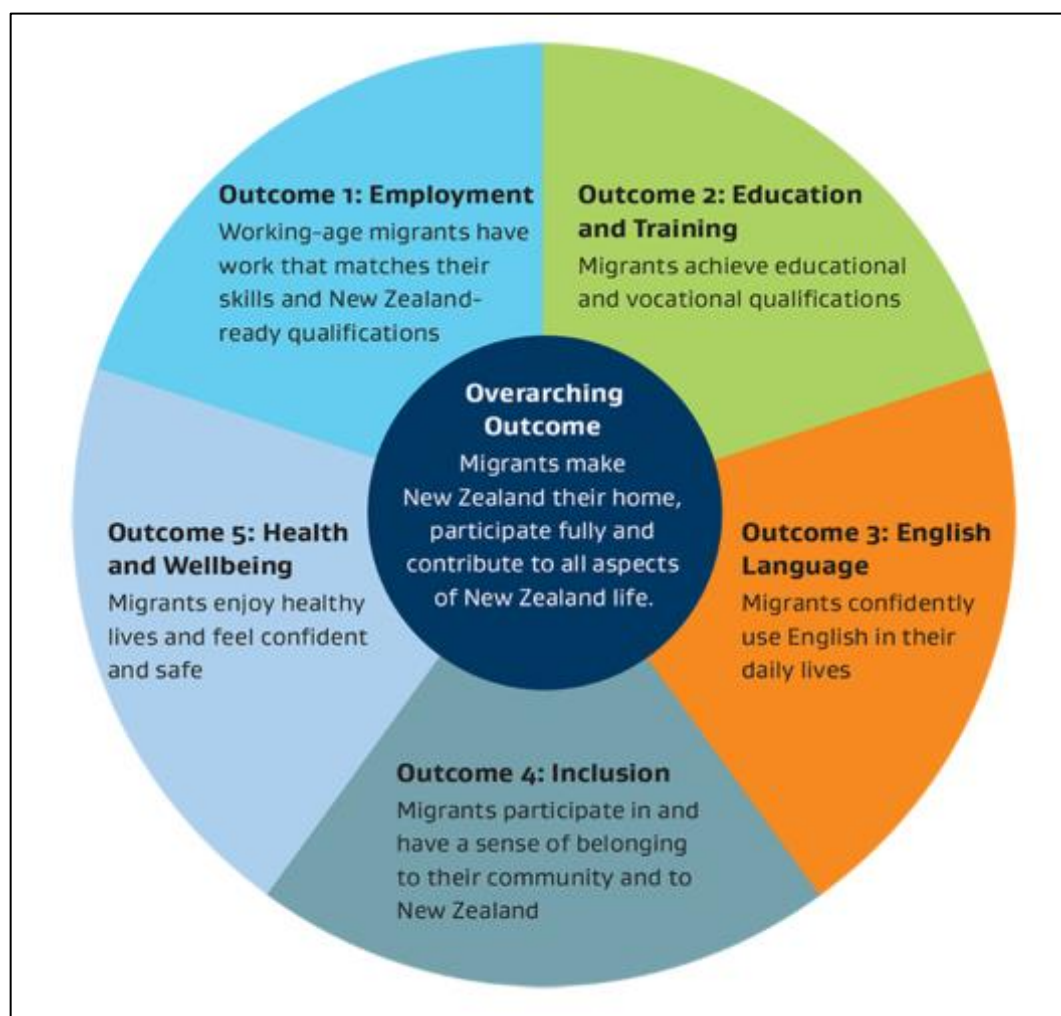 Outcome 1: Employment
Working-age migrants have
work that matches their
skills and New Zealand-
ready qualifications
Outcome 2: Education
and Training
Migrants achieve educational
and vocational qualifications
Overarching
Outcome
Migrants make
New Zealand their home,
participate fully and
contribute to all aspects
of New Zealand life.
Outcome 3: English
Language
Migrants confidently
use English in their
daily lives
Outcome 4: Inclusion
Migrants participate in and
have a sense of belonging
to their community and to
New Zealand
Outcome 5: Health
and Wellbeing
Migrants enjoy healthy
lives and feel confident
and safe